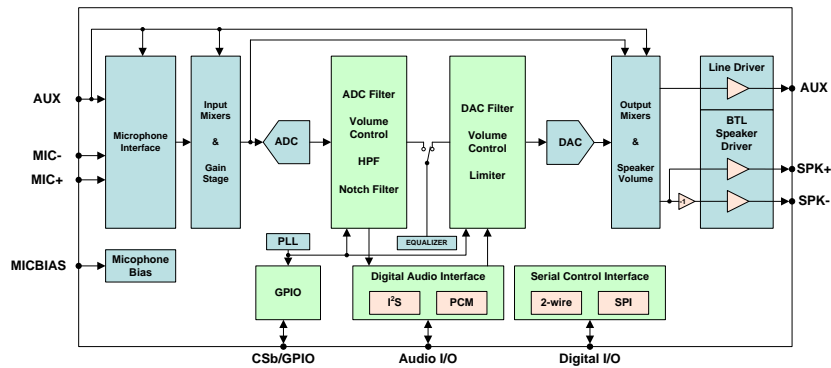 AUX
MIC-
MIC+
MICBIAS
Microphone
Interface
Input
Mixers
&
Gain
Stage
ADC
ADC Filter
Volume
Control
HPF
Notch Filter
DAC Filter
Volume
Control
Limiter
DAC
Output
Mixers
&
Speaker
Volume
Line Driver
BTL
Speaker
Driver
-1
AUX
SPK+
SPK-
Micophone
Bias
PLL
EQUALIZER
GPIO
Digital Audio Interface
I²S
PCM
Serial Control Interface
2-wire
SPI
CSb/GPIO
Audio I/O
Digital I/O